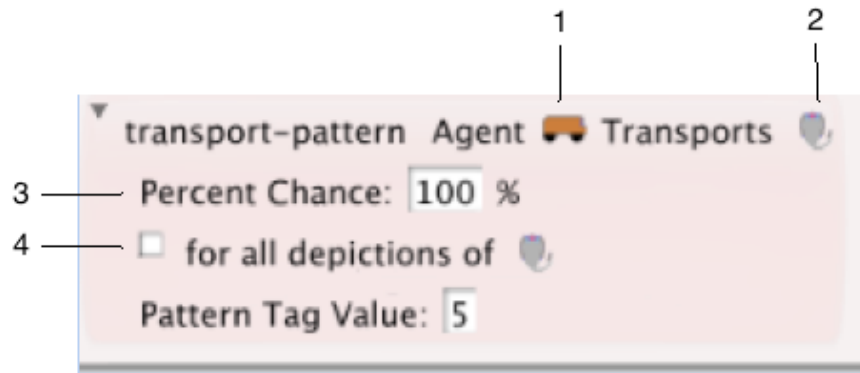 1 2
transport-pattern Agent Transports
3 Percent Chance: 100 %
4 for all depictions of
Pattern Tag Value: 5